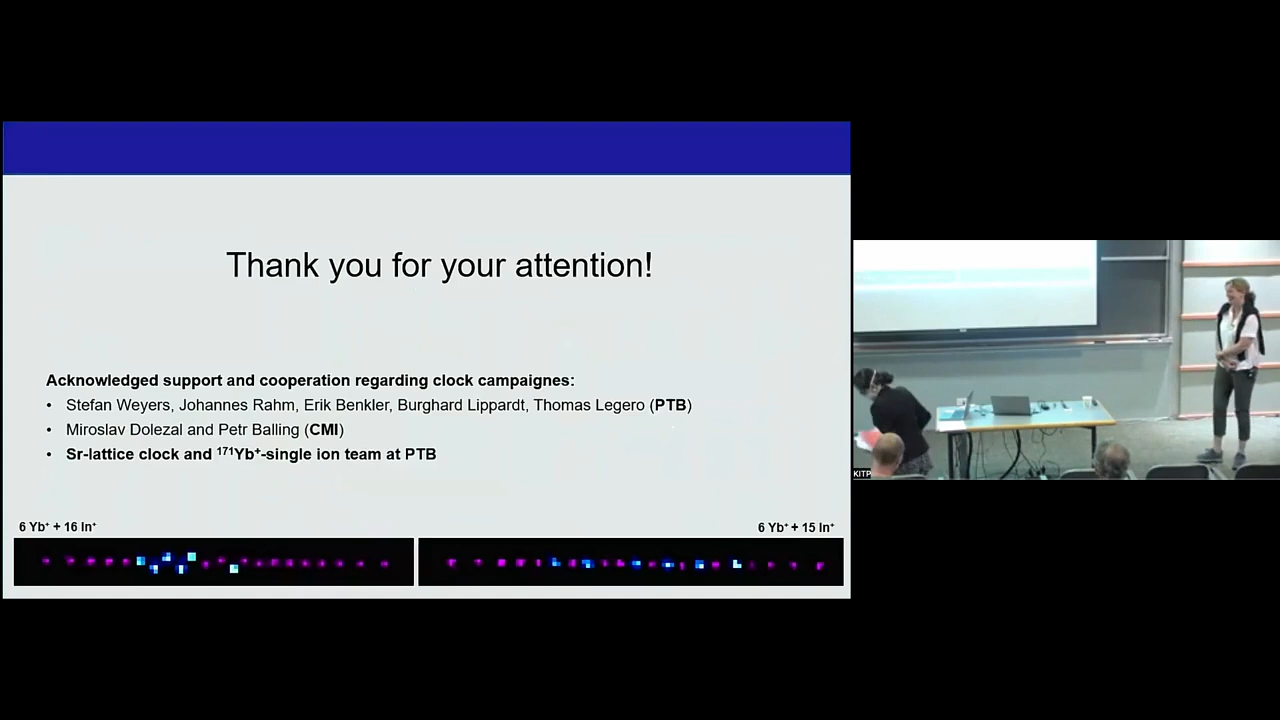 Thank you for your attention!
Acknowledged support and cooperation regarding clock campaignes:
• Stefan Weyers, Johannes Rahm, Erik Benkler, Burghard Lippardt, Thomas Legero (PTB)
• Miroslav Dolezal and Petr Balling (CMI)
• Sr-lattice clock and ¹⁷¹Yb⁺-single ion team at PTB
6 Yb⁺ + 16 In⁺
6 Yb⁺ + 15 In⁺
KITP